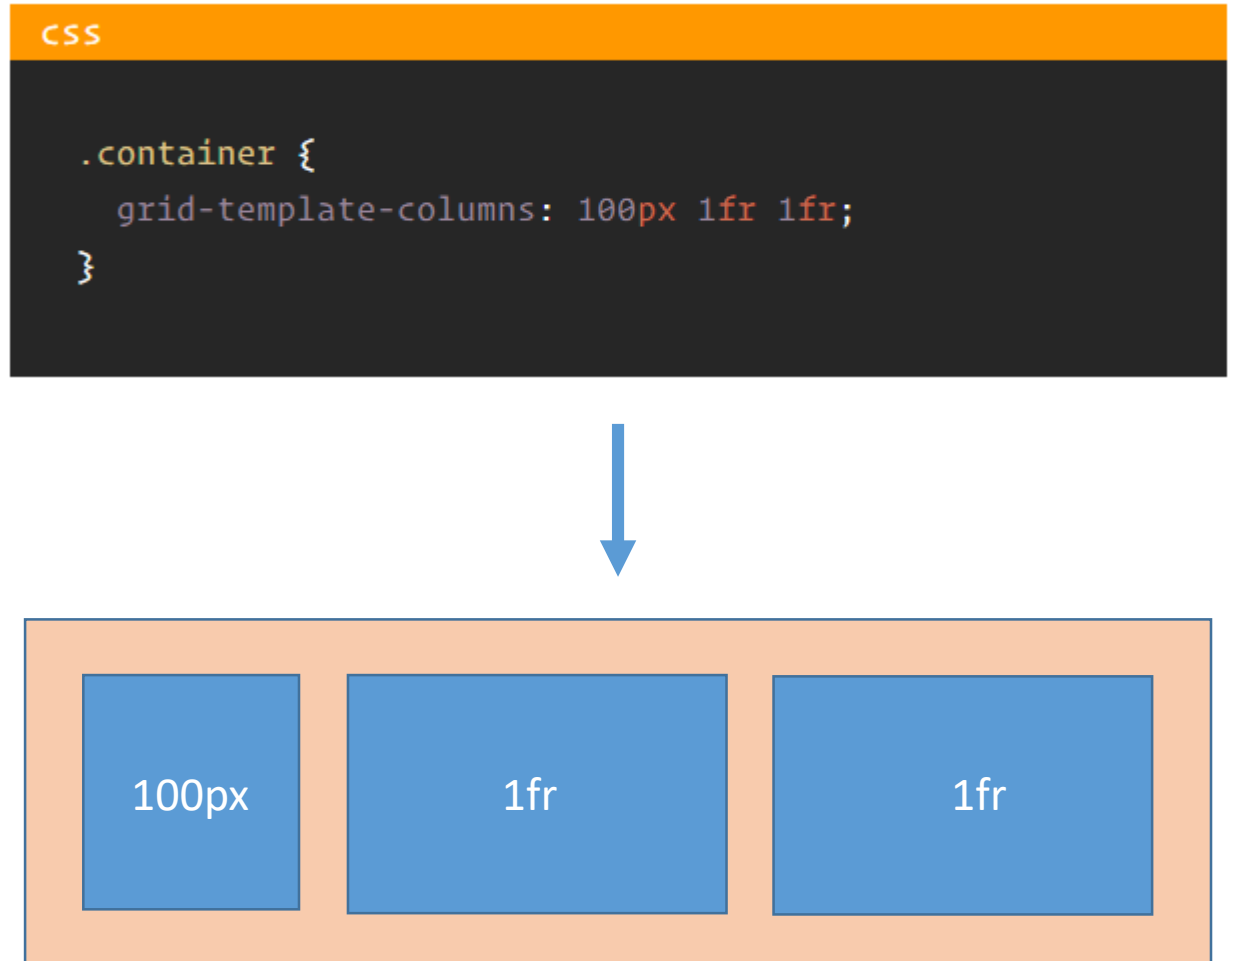 css
.container {
grid-template-columns: 100px 1fr 1fr;
}
100px 1fr 1fr